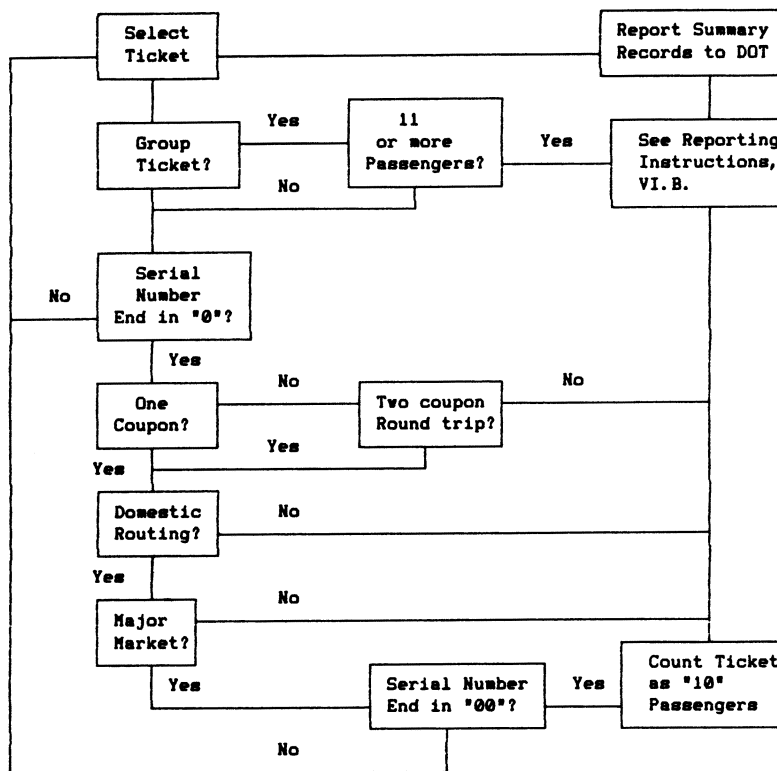 Select
Ticket
Report Summary
Records to DOT
Group
Ticket?
Yes
11
or more
Passengers?
Yes
See Reporting
Instructions,
VI.B.
No
Serial
Number
End in "0"?
No
Yes
One
Coupon?
No
Two coupon
Round trip?
No
Yes
Yes
Domestic
Routing?
No
Yes
Major
Market?
No
Yes
Serial Number
End in "00"?
Yes
Count Ticket
as "10"
Passengers
No